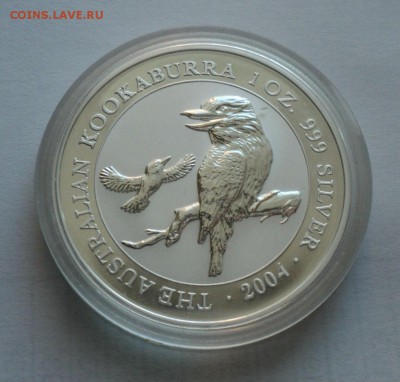 COINS.LAVE.RU
THE AUSTRALIAN KOOKABURRA 1 OZ. 999 SILVER · 2004 ·